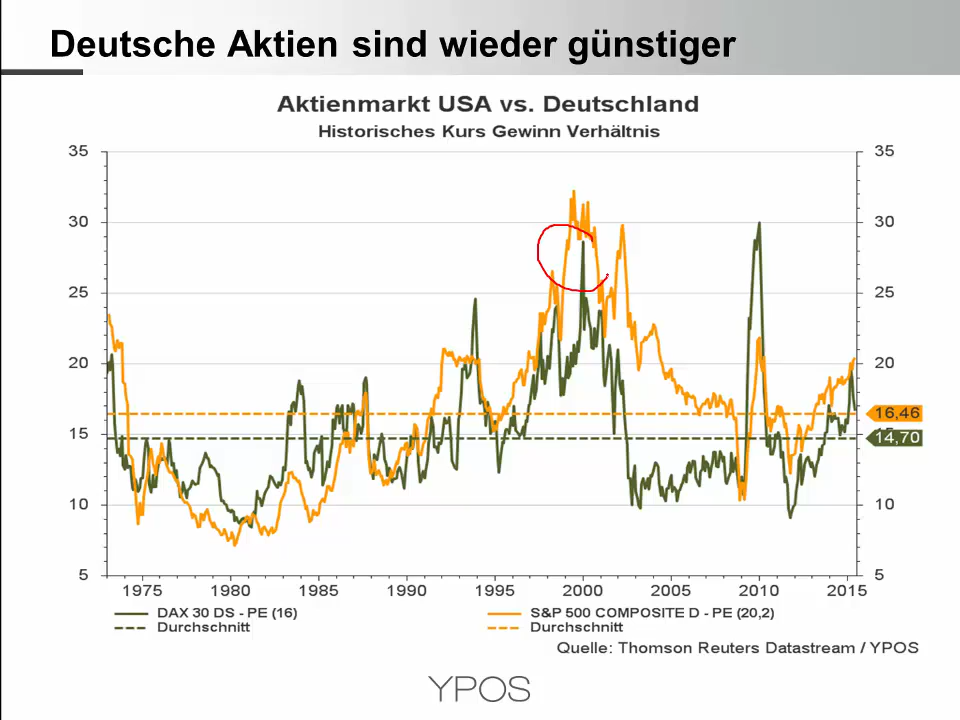 Deutsche Aktien sind wieder günstiger
Aktienmarkt USA vs. Deutschland
Historisches Kurs Gewinn Verhältnis
35 35
30 30
25 25
20 20
16,46
15 15
14,70
10 10
5 5
1975 1980 1985 1990 1995 2000 2005 2010 2015
DAX 30 DS - PE (16) S&P 500 COMPOSITE D - PE (20,2)
Durchschnitt Durchschnitt
Quelle: Thomson Reuters Datastream / YPOS
YPOS